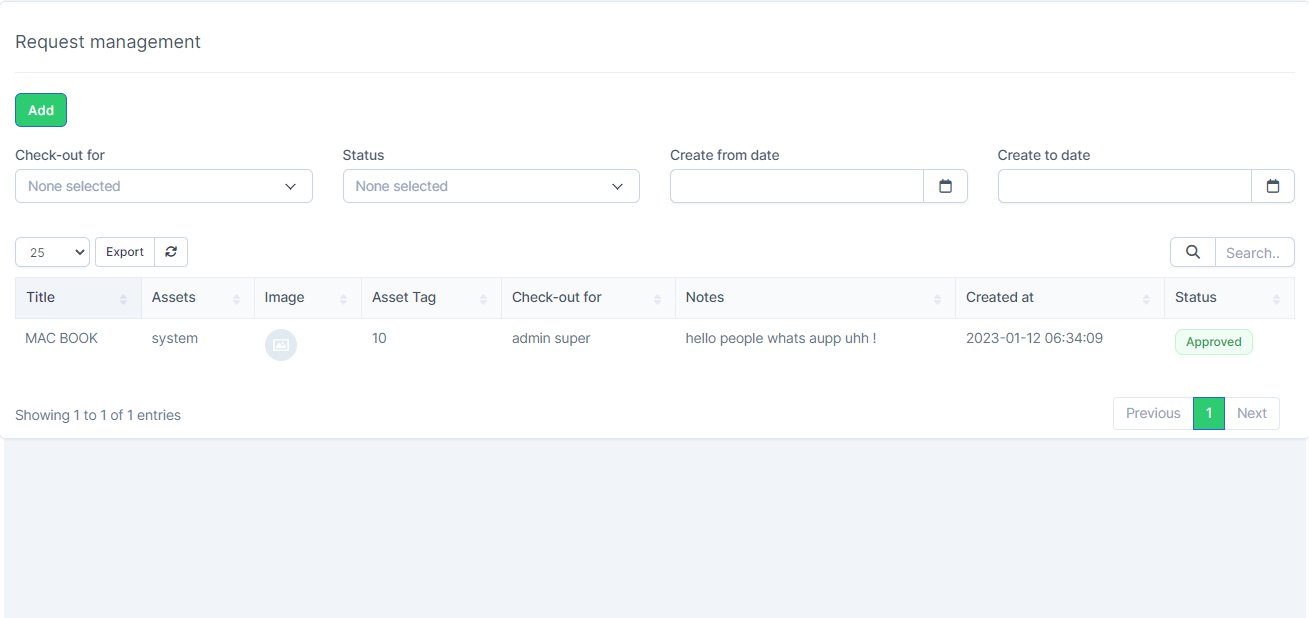 Request management
Add
Check-out for Status Create from date Create to date
None selected None selected
25 Export Search..
Title Assets Image Asset Tag Check-out for Notes Created at Status
MAC BOOK system 10 admin super hello people whats aupp uhh ! 2023-01-12 06:34:09 Approved
Showing 1 to 1 of 1 entries Previous 1 Next